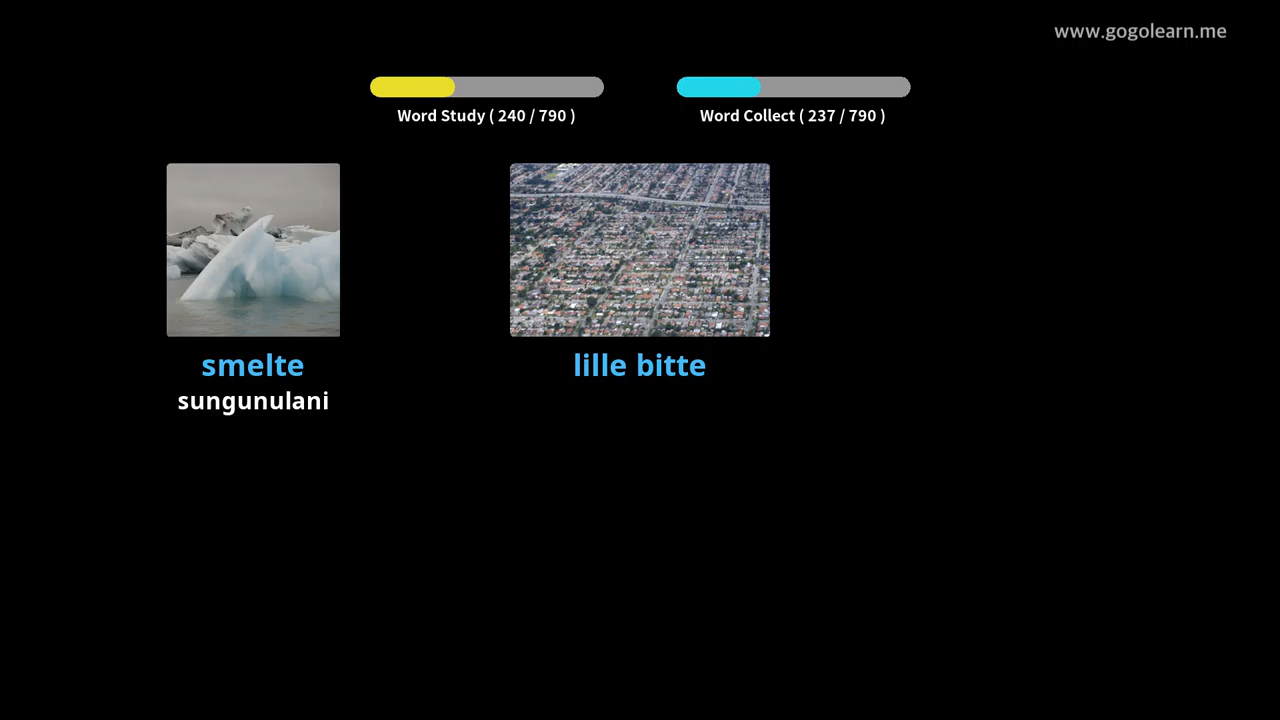 www.gogolearn.me
Word Study ( 240 / 790 )
Word Collect ( 237 / 790 )
smelte
sungunulani
lille bitte